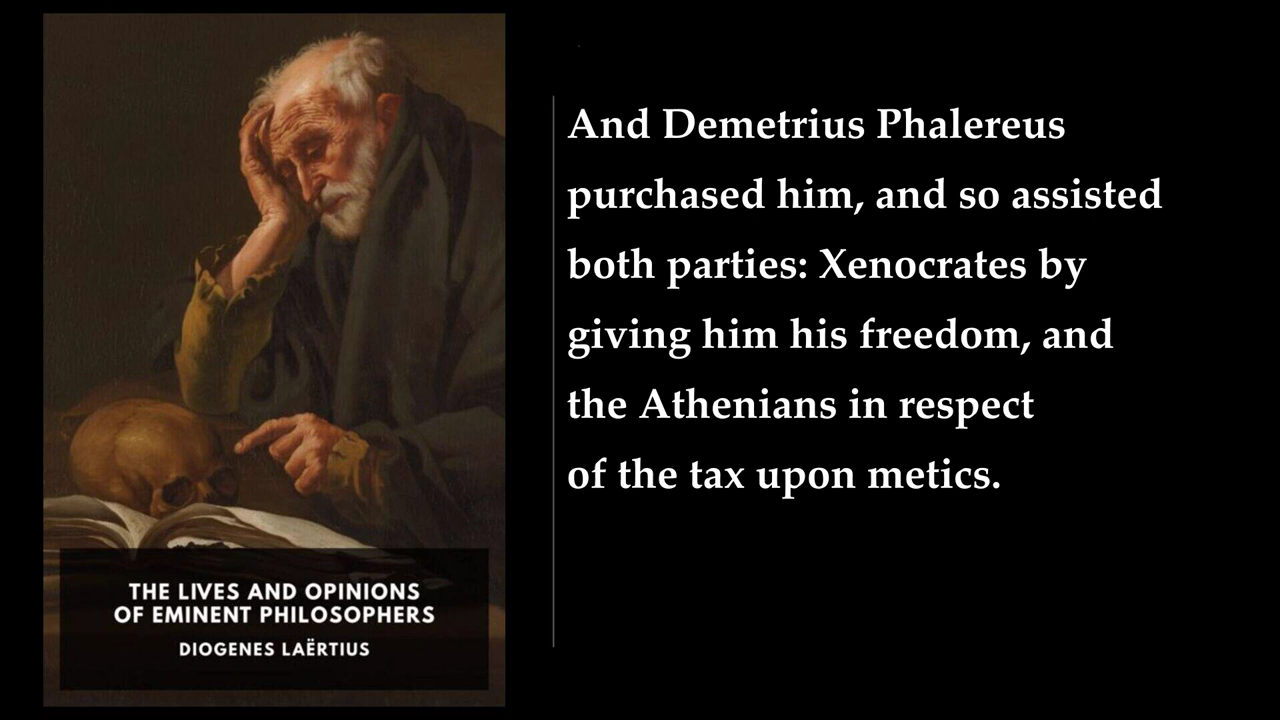 THE LIVES AND OPINIONS
OF EMINENT PHILOSOPHERS
DIOGENES LAËRTIUS
And Demetrius Phalereus
purchased him, and so assisted
both parties: Xenocrates by
giving him his freedom, and
the Athenians in respect
of the tax upon metics.